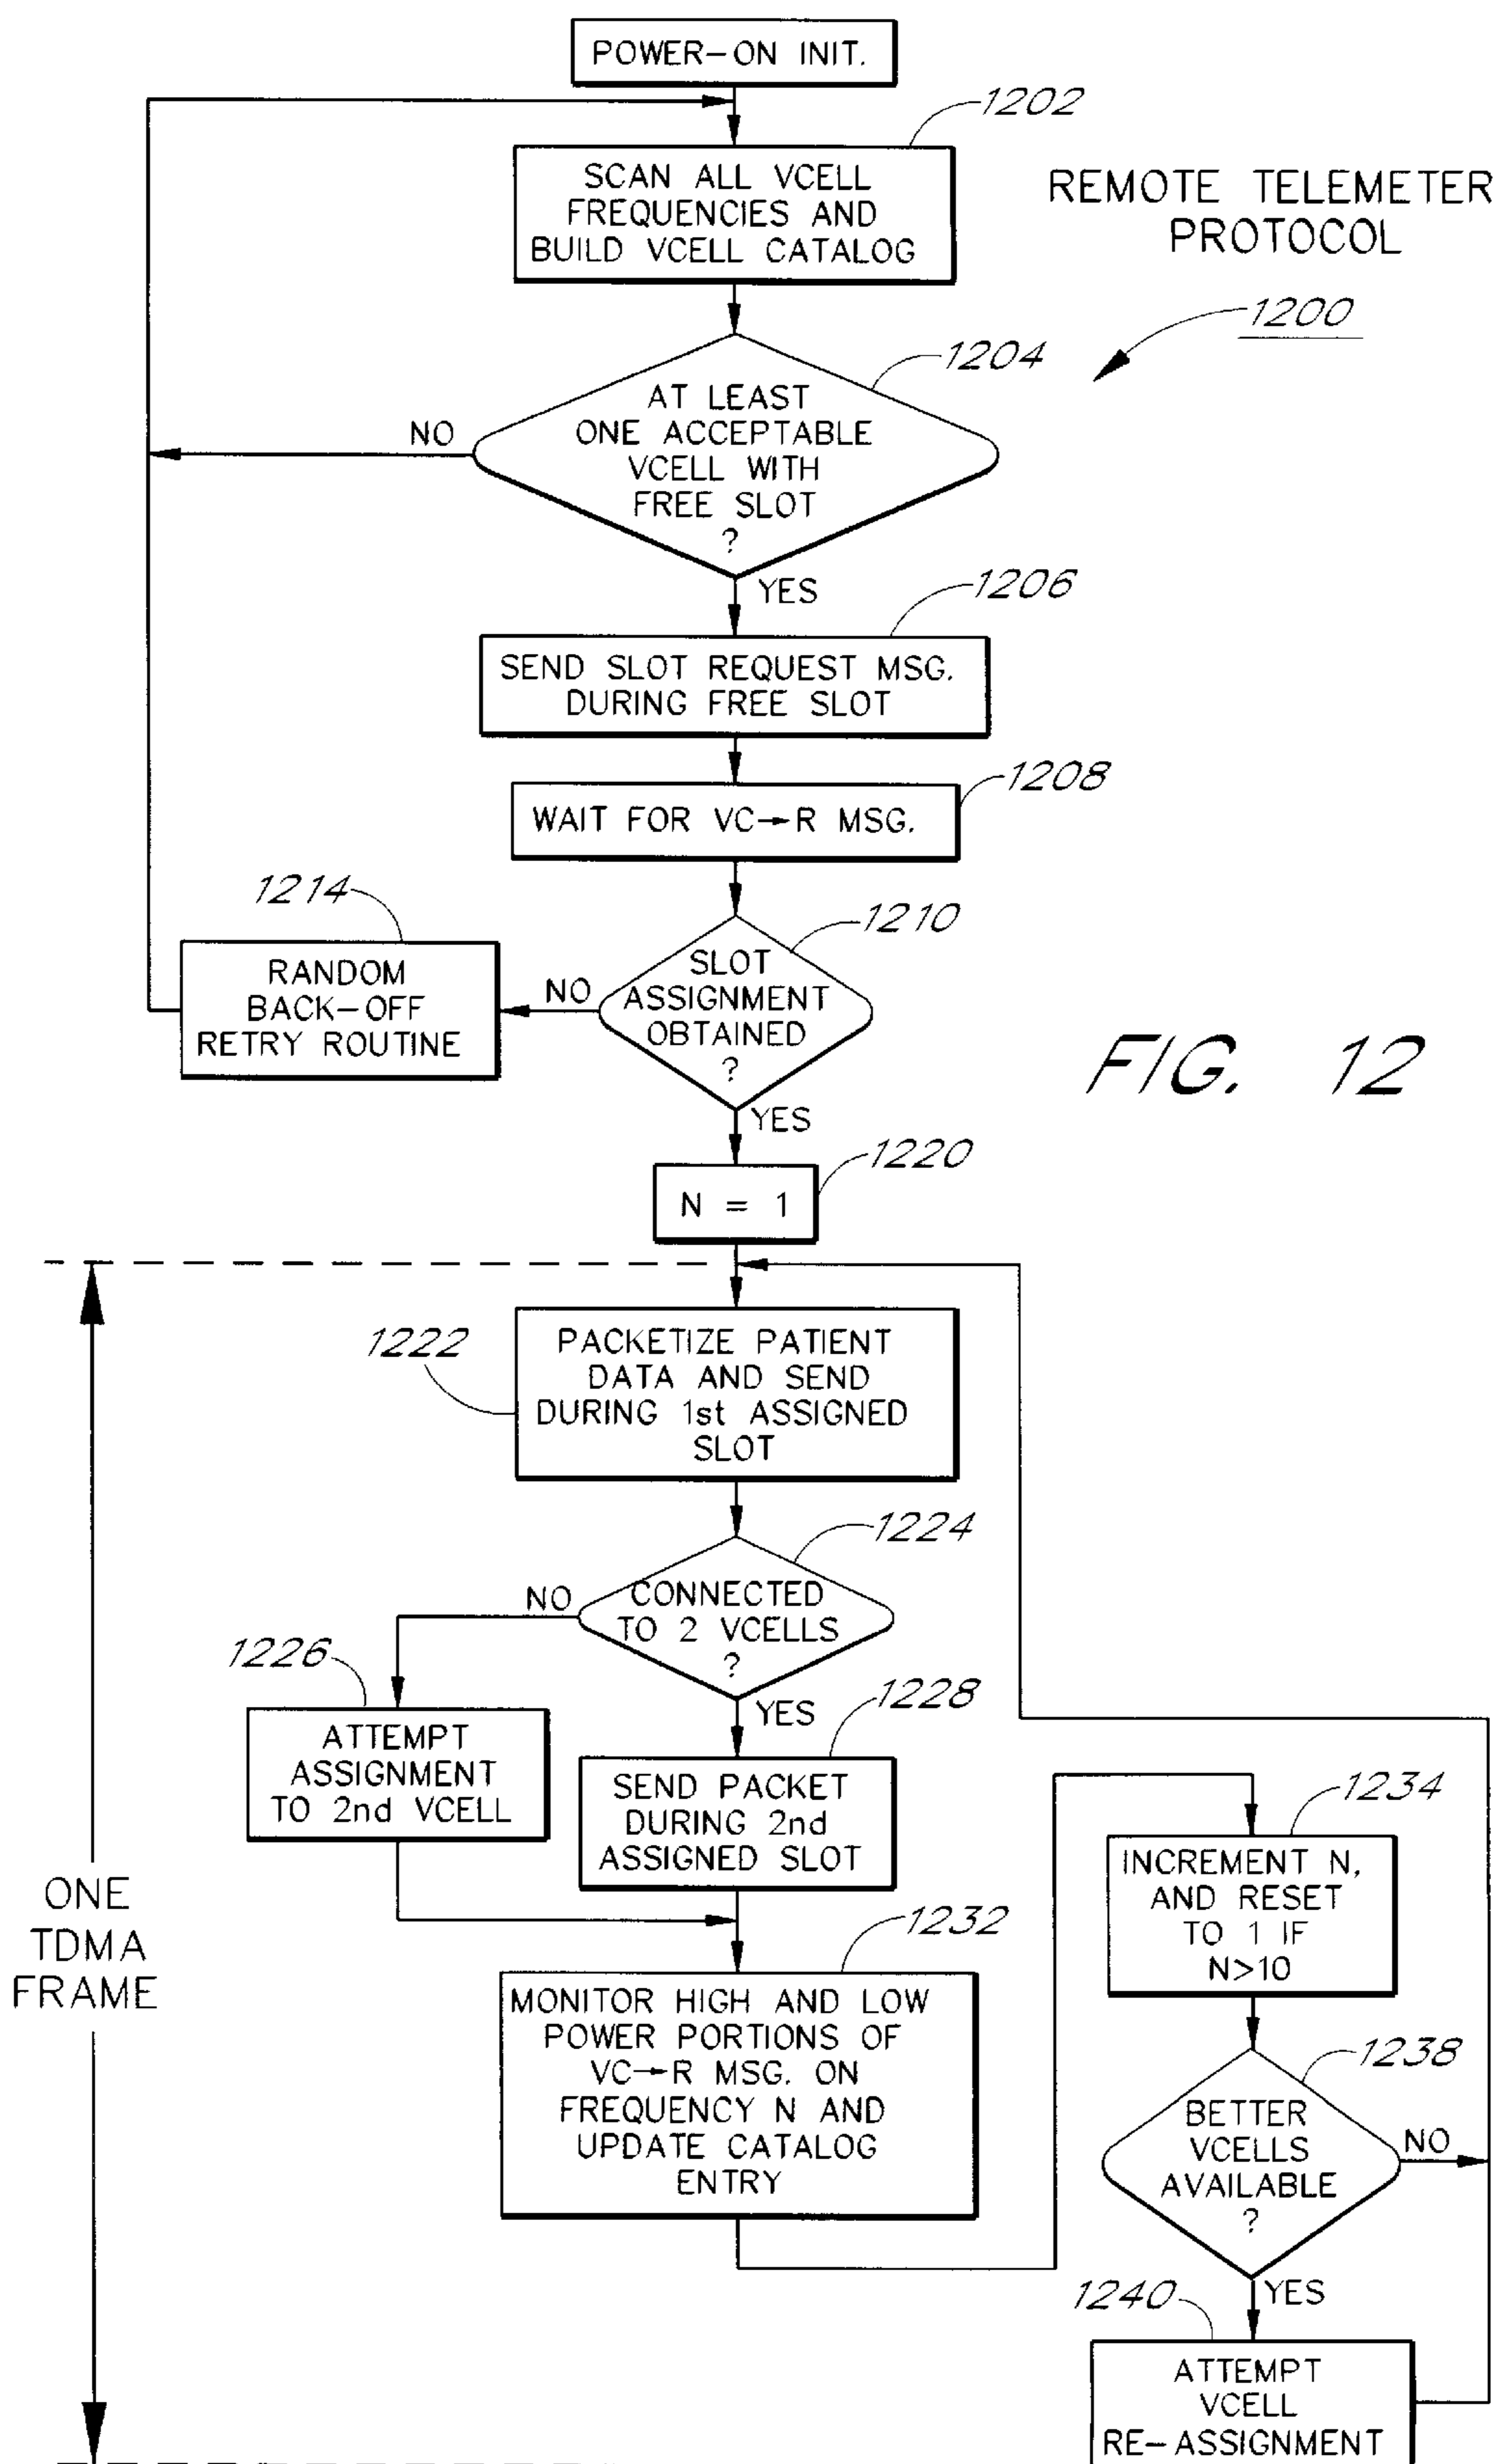 POWER-ON INIT.
1202
SCAN ALL VCELL
FREQUENCIES AND
BUILD VCELL CATALOG
REMOTE TELEMETER
PROTOCOL
1200
1204
AT LEAST
ONE ACCEPTABLE
VCELL WITH
FREE SLOT
?
NO
YES
1206
SEND SLOT REQUEST MSG.
DURING FREE SLOT
1208
WAIT FOR VC→R MSG.
1214
RANDOM
BACK-OFF
RETRY ROUTINE
NO
1210
SLOT
ASSIGNMENT
OBTAINED
?
YES
FIG. 12
1220
N = 1
1222
PACKETIZE PATIENT
DATA AND SEND
DURING 1st ASSIGNED
SLOT
1224
CONNECTED
TO 2 VCELLS
?
NO
YES
1226
ATTEMPT
ASSIGNMENT
TO 2nd VCELL
1228
SEND PACKET
DURING 2nd
ASSIGNED SLOT
ONE
TDMA
FRAME
1232
MONITOR HIGH AND LOW
POWER PORTIONS OF
VC→R MSG. ON
FREQUENCY N AND
UPDATE CATALOG
ENTRY
1234
INCREMENT N,
AND RESET
TO 1 IF
N>10
1238
BETTER
VCELLS
AVAILABLE
?
NO
YES
1240
ATTEMPT
VCELL
RE-ASSIGNMENT